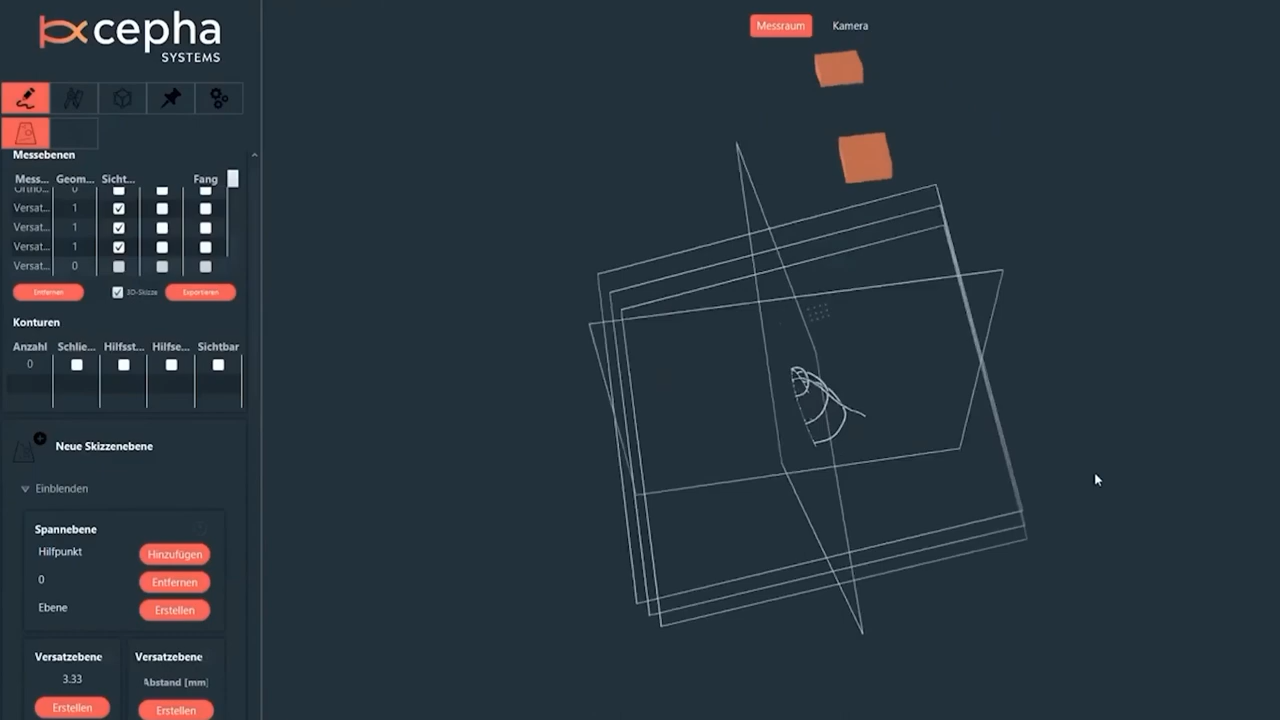 cepha
SYSTEMS
Messraum Kamera
Messebenen
Mess... Geom... Sicht... Fang
Ortho... 0
Versat... 1
Versat... 1
Versat... 1
Versat... 0
Entfernen 3D-Skizze Exportieren
Konturen
Anzahl Schlie... Hilfsst... Hilfse... Sichtbar
0
Neue Skizzenebene
Einblenden
Spannebene
Hilfpunkt Hinzufügen
0 Entfernen
Ebene Erstellen
Versatzebene Versatzebene
3.33 Abstand [mm]
Erstellen Erstellen